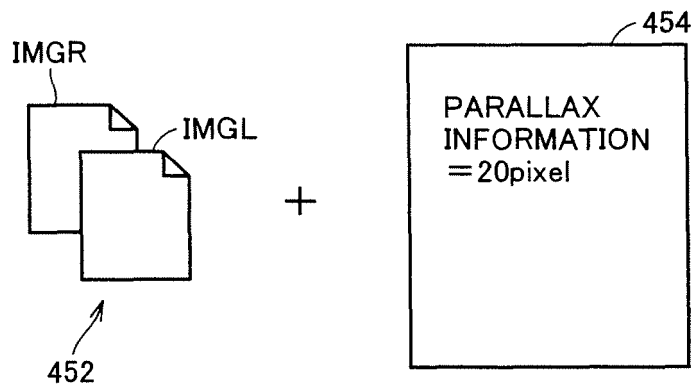 IMGR
IMGL
452
+
454
PARALLAX
INFORMATION
=20pixel